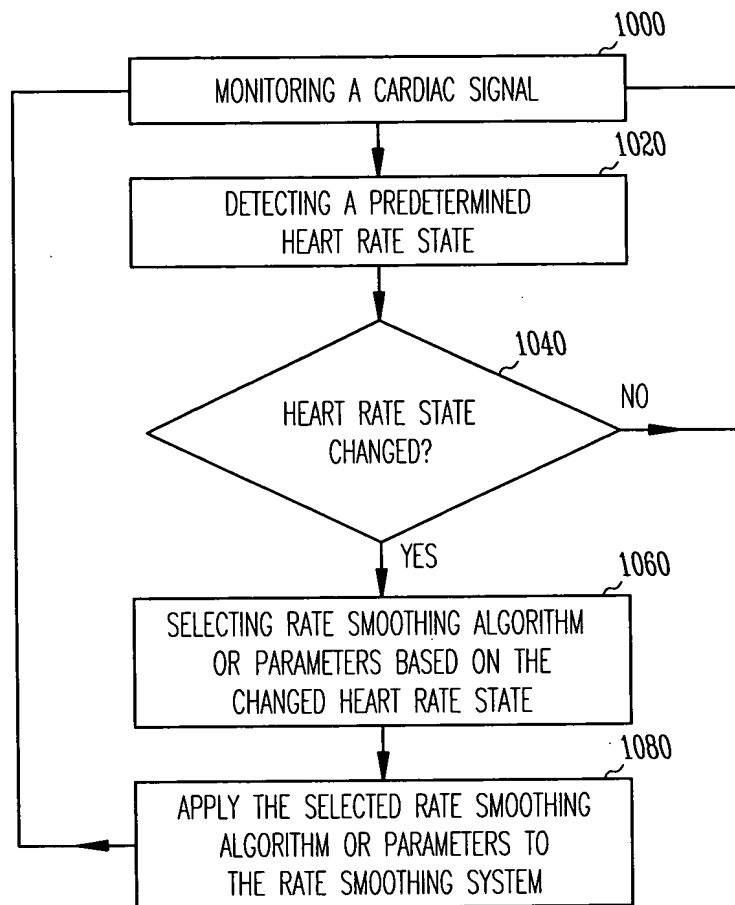 1000
MONITORING A CARDIAC SIGNAL
1020
DETECTING A PREDETERMINED
HEART RATE STATE
1040
HEART RATE STATE
CHANGED?
NO
YES
1060
SELECTING RATE SMOOTHING ALGORITHM
OR PARAMETERS BASED ON THE
CHANGED HEART RATE STATE
1080
APPLY THE SELECTED RATE SMOOTHING
ALGORITHM OR PARAMETERS TO
THE RATE SMOOTHING SYSTEM